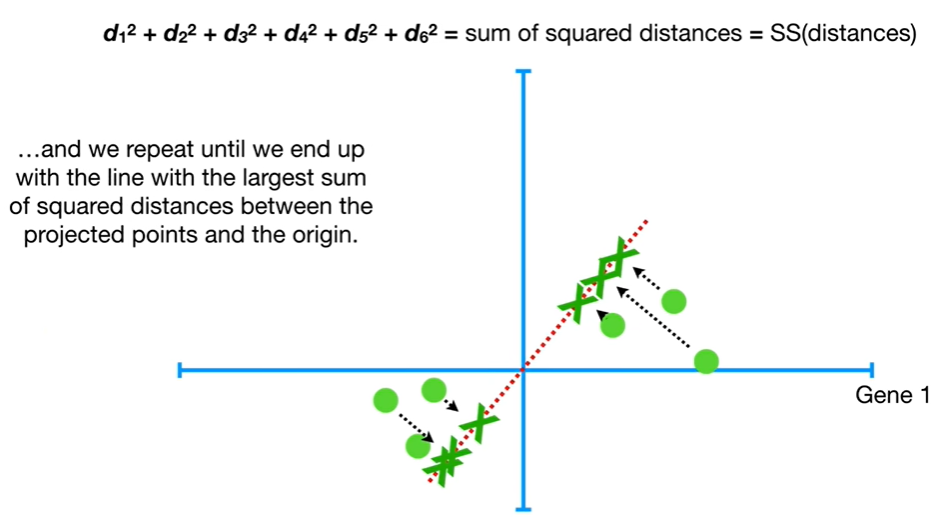 d₁² + d₂² + d₃² + d₄² + d₅² + d₆² = sum of squared distances = SS(distances)
...and we repeat until we end up
with the line with the largest sum
of squared distances between the
projected points and the origin.
Gene 1